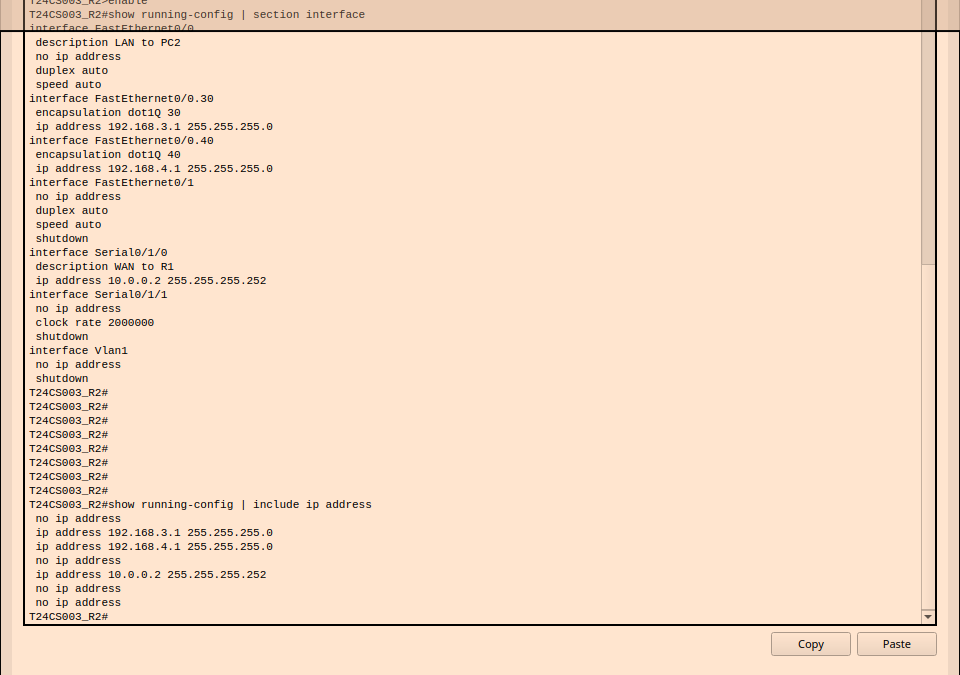 T24CS003_R2>enable
T24CS003_R2#show running-config | section interface
interface FastEthernet0/0
 description LAN to PC2
 no ip address
 duplex auto
 speed auto
interface FastEthernet0/0.30
 encapsulation dot1Q 30
 ip address 192.168.3.1 255.255.255.0
interface FastEthernet0/0.40
 encapsulation dot1Q 40
 ip address 192.168.4.1 255.255.255.0
interface FastEthernet0/1
 no ip address
 duplex auto
 speed auto
 shutdown
interface Serial0/1/0
 description WAN to R1
 ip address 10.0.0.2 255.255.255.252
interface Serial0/1/1
 no ip address
 clock rate 2000000
 shutdown
interface Vlan1
 no ip address
 shutdown
T24CS003_R2#
T24CS003_R2#
T24CS003_R2#
T24CS003_R2#
T24CS003_R2#
T24CS003_R2#
T24CS003_R2#
T24CS003_R2#
T24CS003_R2#show running-config | include ip address
 no ip address
 ip address 192.168.3.1 255.255.255.0
 ip address 192.168.4.1 255.255.255.0
 no ip address
 ip address 10.0.0.2 255.255.255.252
 no ip address
 no ip address
T24CS003_R2#
Copy
Paste